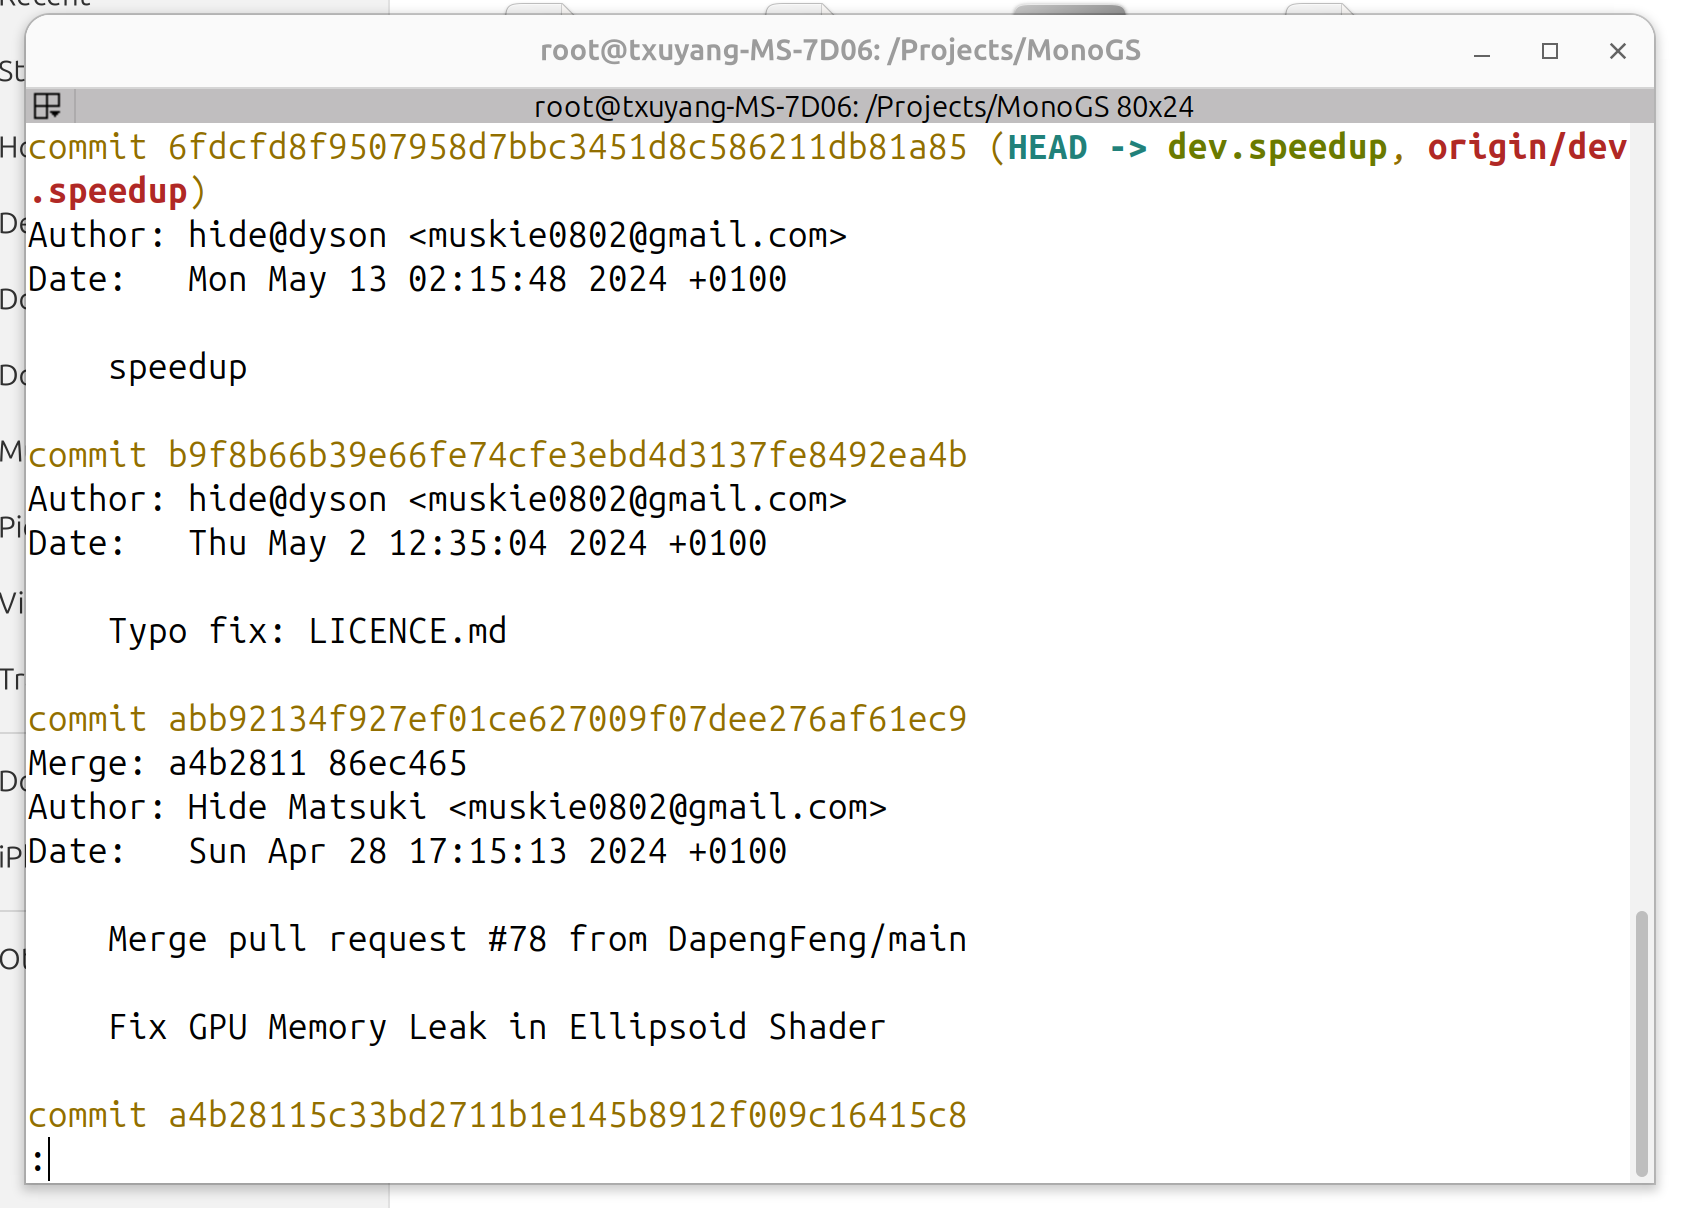 root@txuyang-MS-7D06: /Projects/MonoGS
root@txuyang-MS-7D06: /Projects/MonoGS 80x24
commit 6fdcfd8f9507958d7bbc3451d8c586211db81a85 (HEAD -> dev.speedup, origin/dev
.speedup)
Author: hide@dyson <muskie0802@gmail.com>
Date:   Mon May 13 02:15:48 2024 +0100
speedup
commit b9f8b66b39e66fe74cfe3ebd4d3137fe8492ea4b
Author: hide@dyson <muskie0802@gmail.com>
Date:   Thu May 2 12:35:04 2024 +0100
Typo fix: LICENCE.md
commit abb92134f927ef01ce627009f07dee276af61ec9
Merge: a4b2811 86ec465
Author: Hide Matsuki <muskie0802@gmail.com>
Date:   Sun Apr 28 17:15:13 2024 +0100
Merge pull request #78 from DapengFeng/main
Fix GPU Memory Leak in Ellipsoid Shader
commit a4b28115c33bd2711b1e145b8912f009c16415c8
: